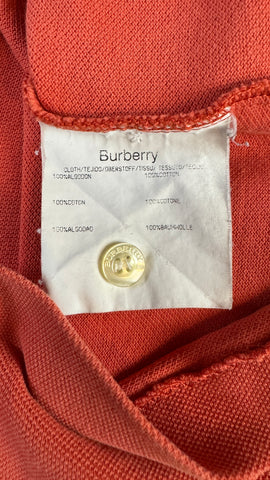 Burberry
CLOTH/TEJIDO/OBERSTOFF/TISSU/TESSUTO/TECIDO
100%ALGODON 100%COTTON
100%COTON 100%COTONE
100%ALGODAO 100%BAUMWOLLE
BURBERRY